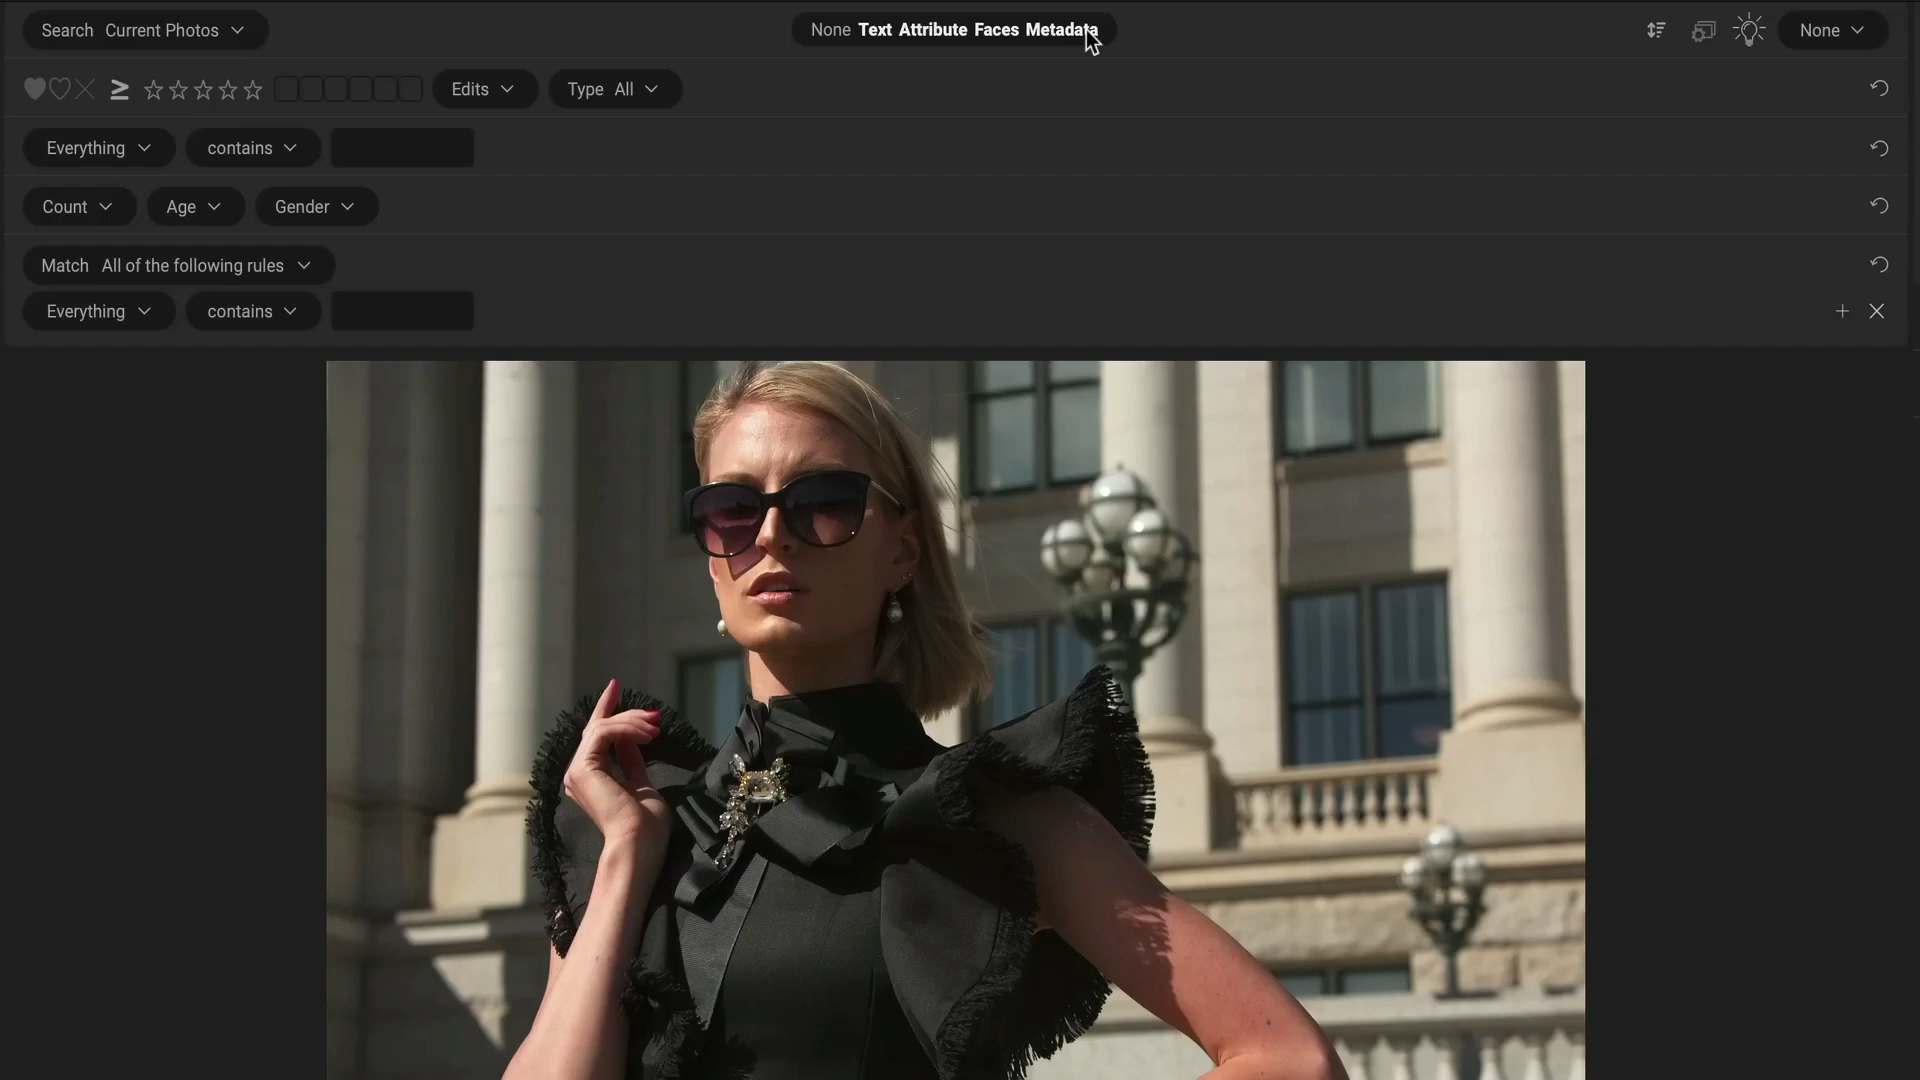 Search Current Photos
None Text Attribute Faces Metadata
None
Edits
Type All
Everything contains
Count Age Gender
Match All of the following rules
Everything contains